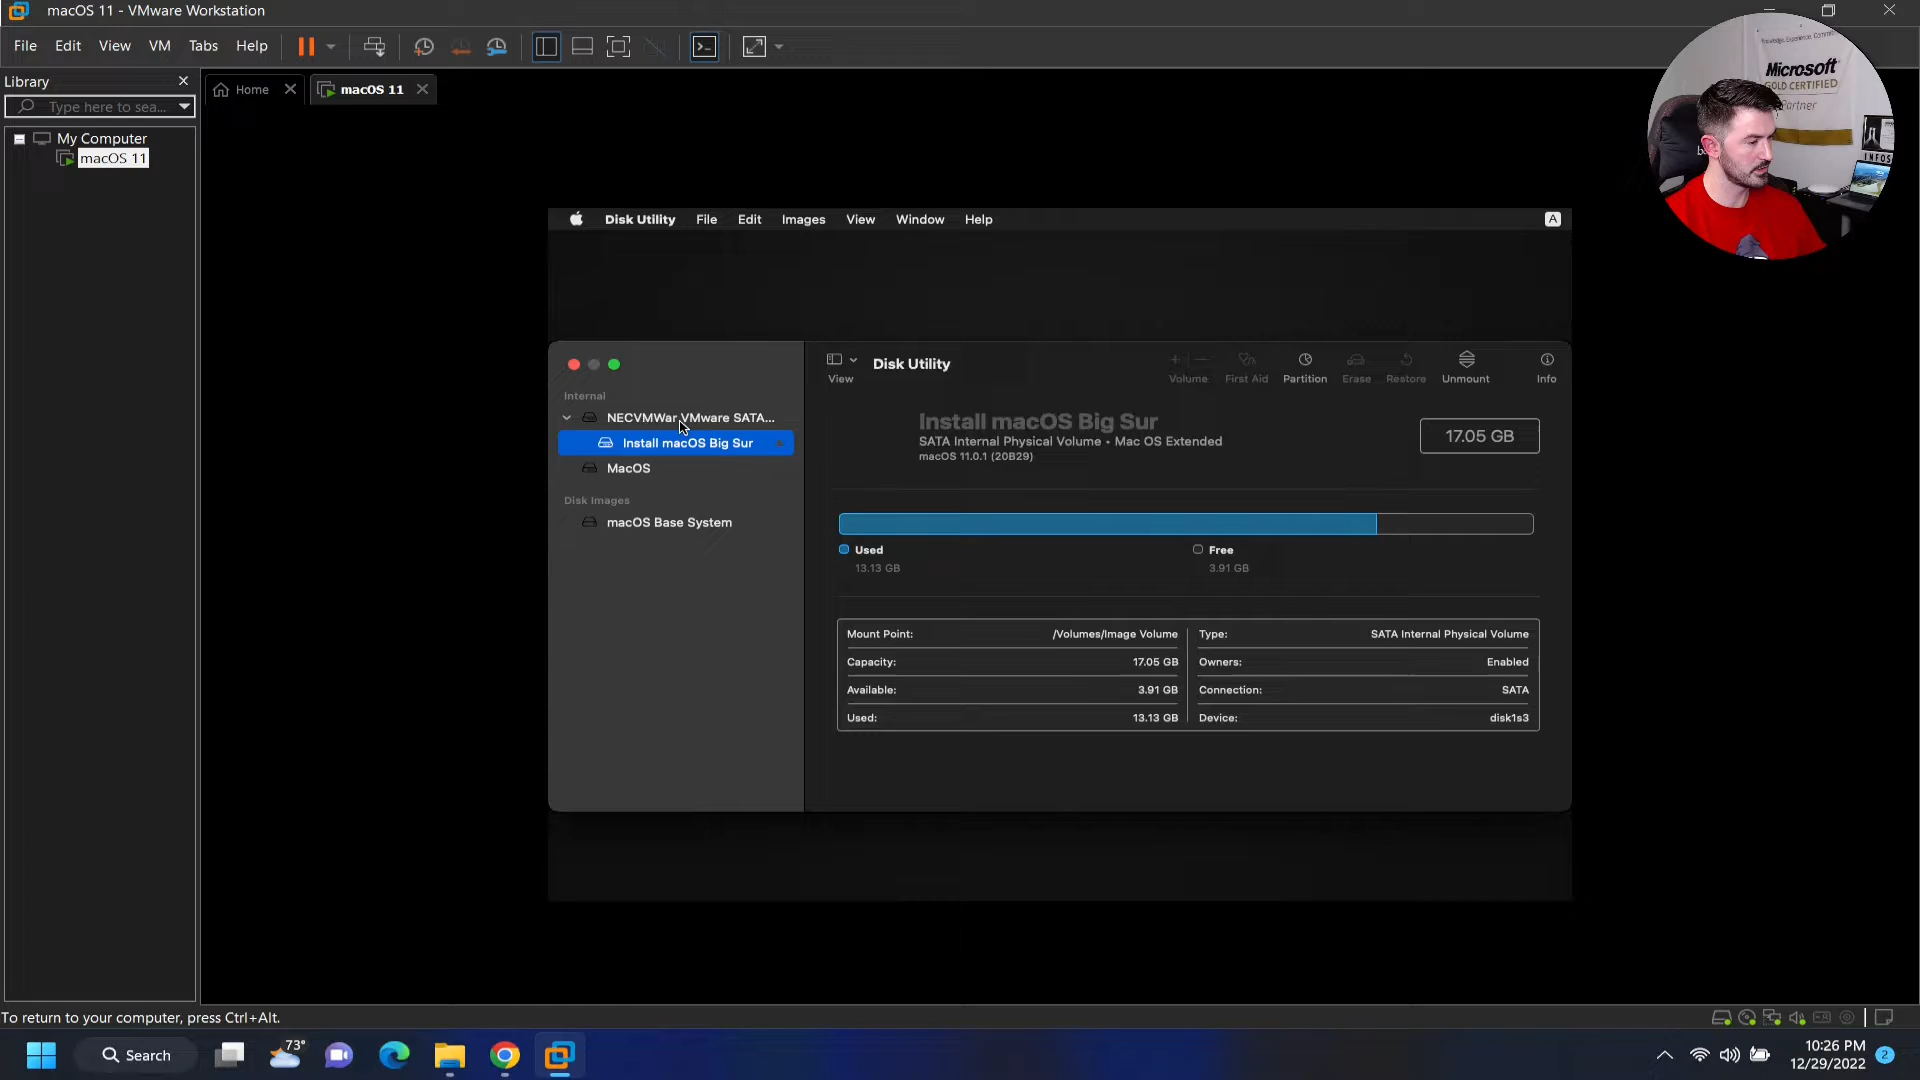 macOS 11 - VMware Workstation
File Edit View VM Tabs Help
Library
Type here to sea...
Home
macOS 11
My Computer
macOS 11
Microsoft
GOLD CERTIFIED
Partner
INFOS
Disk Utility File Edit Images View Window Help
A
Internal
NECVMWar VMware SATA...
Install macOS Big Sur
MacOS
Disk Images
macOS Base System
View
Disk Utility
Volume First Aid Partition Erase Restore Unmount Info
Install macOS Big Sur
SATA Internal Physical Volume • Mac OS Extended
macOS 11.0.1 (20B29)
17.05 GB
Used
13.13 GB
Free
3.91 GB
Mount Point: /Volumes/Image Volume
Type: SATA Internal Physical Volume
Capacity: 17.05 GB
Owners: Enabled
Available: 3.91 GB
Connection: SATA
Used: 13.13 GB
Device: disk1s3
To return to your computer, press Ctrl+Alt.
Search
73°
10:26 PM
12/29/2022
2